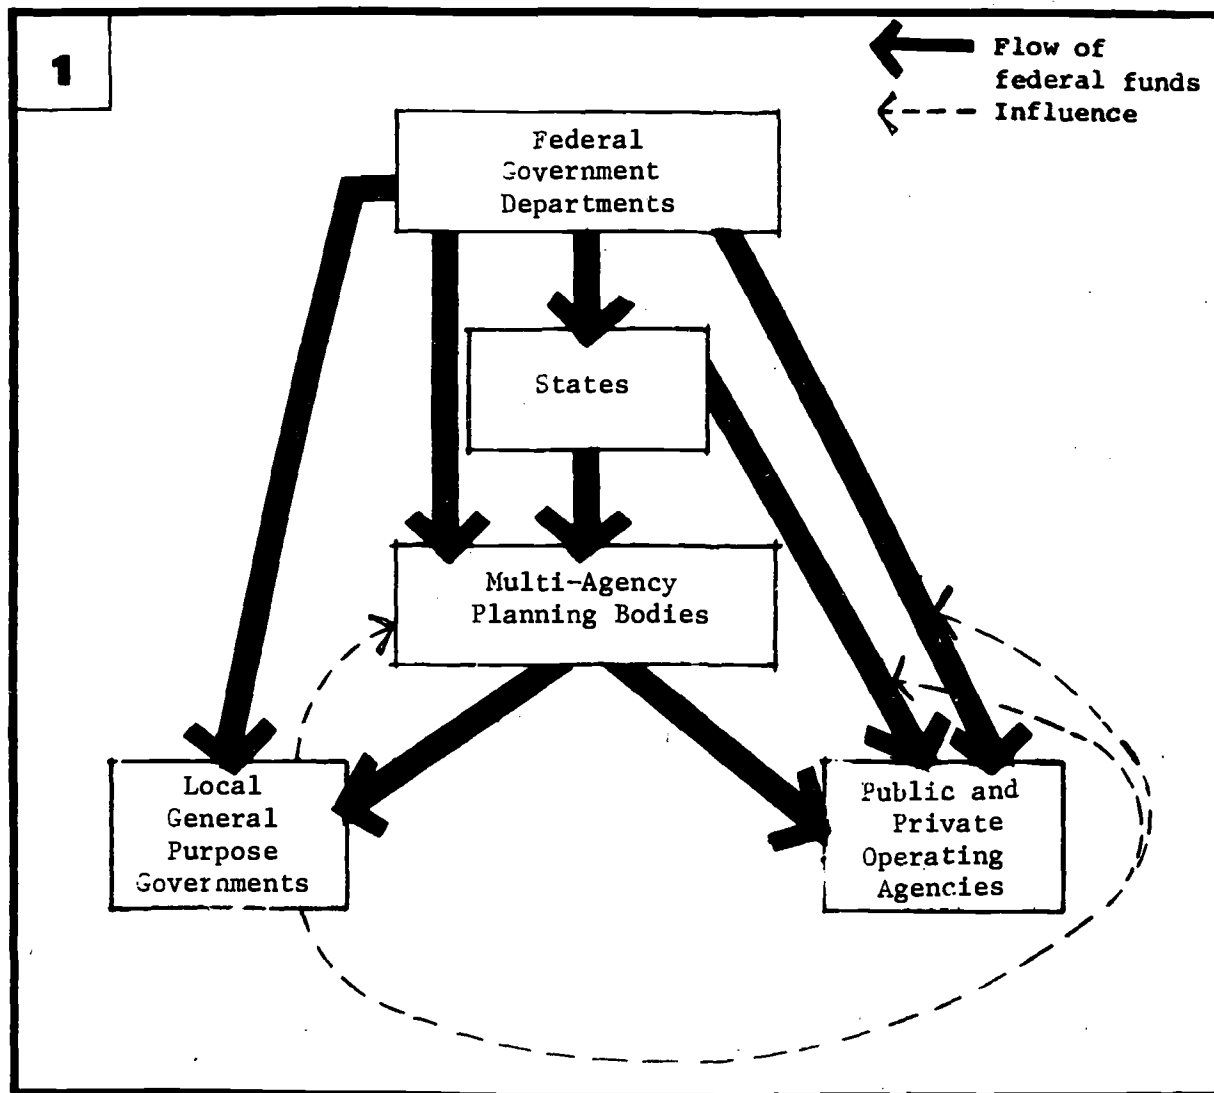 1
Flow of
federal funds
Influence
Federal
Government
Departments
States
Multi-Agency
Planning Bodies
Local
General
Purpose
Governments
Public and
Private
Operating
Agencies